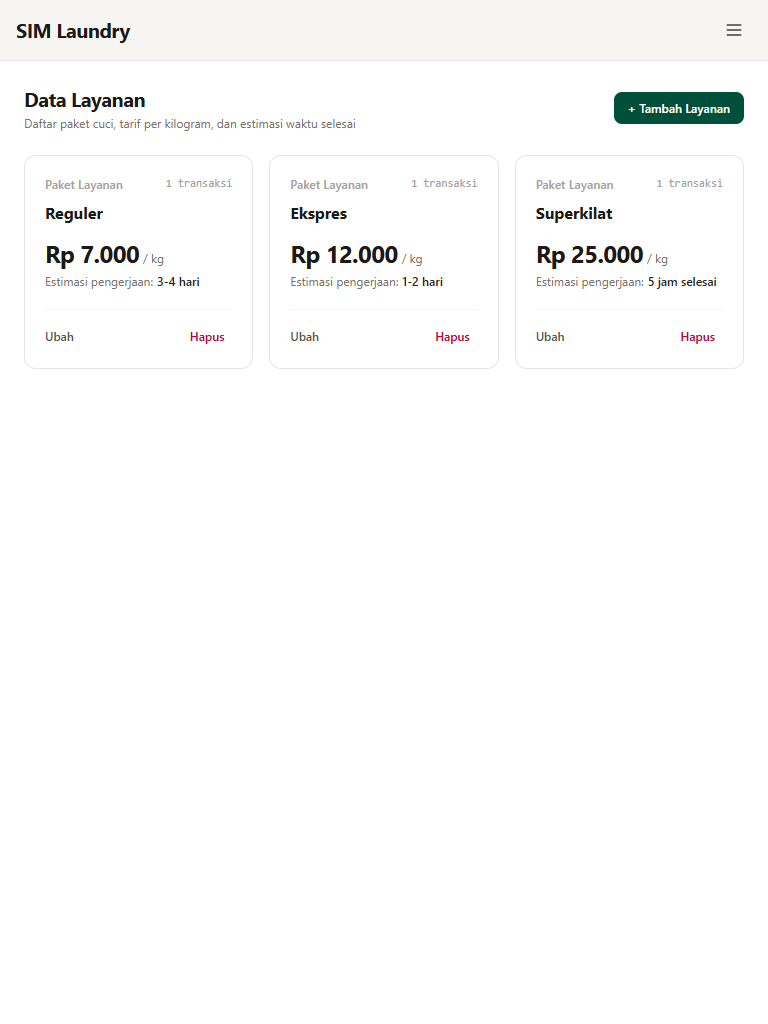 SIM Laundry
Data Layanan
Daftar paket cuci, tarif per kilogram, dan estimasi waktu selesai
+ Tambah Layanan
Paket Layanan 1 transaksi
Reguler
Rp 7.000 / kg
Estimasi pengerjaan: 3-4 hari
Ubah Hapus
Paket Layanan 1 transaksi
Ekspres
Rp 12.000 / kg
Estimasi pengerjaan: 1-2 hari
Ubah Hapus
Paket Layanan 1 transaksi
Superkilat
Rp 25.000 / kg
Estimasi pengerjaan: 5 jam selesai
Ubah Hapus